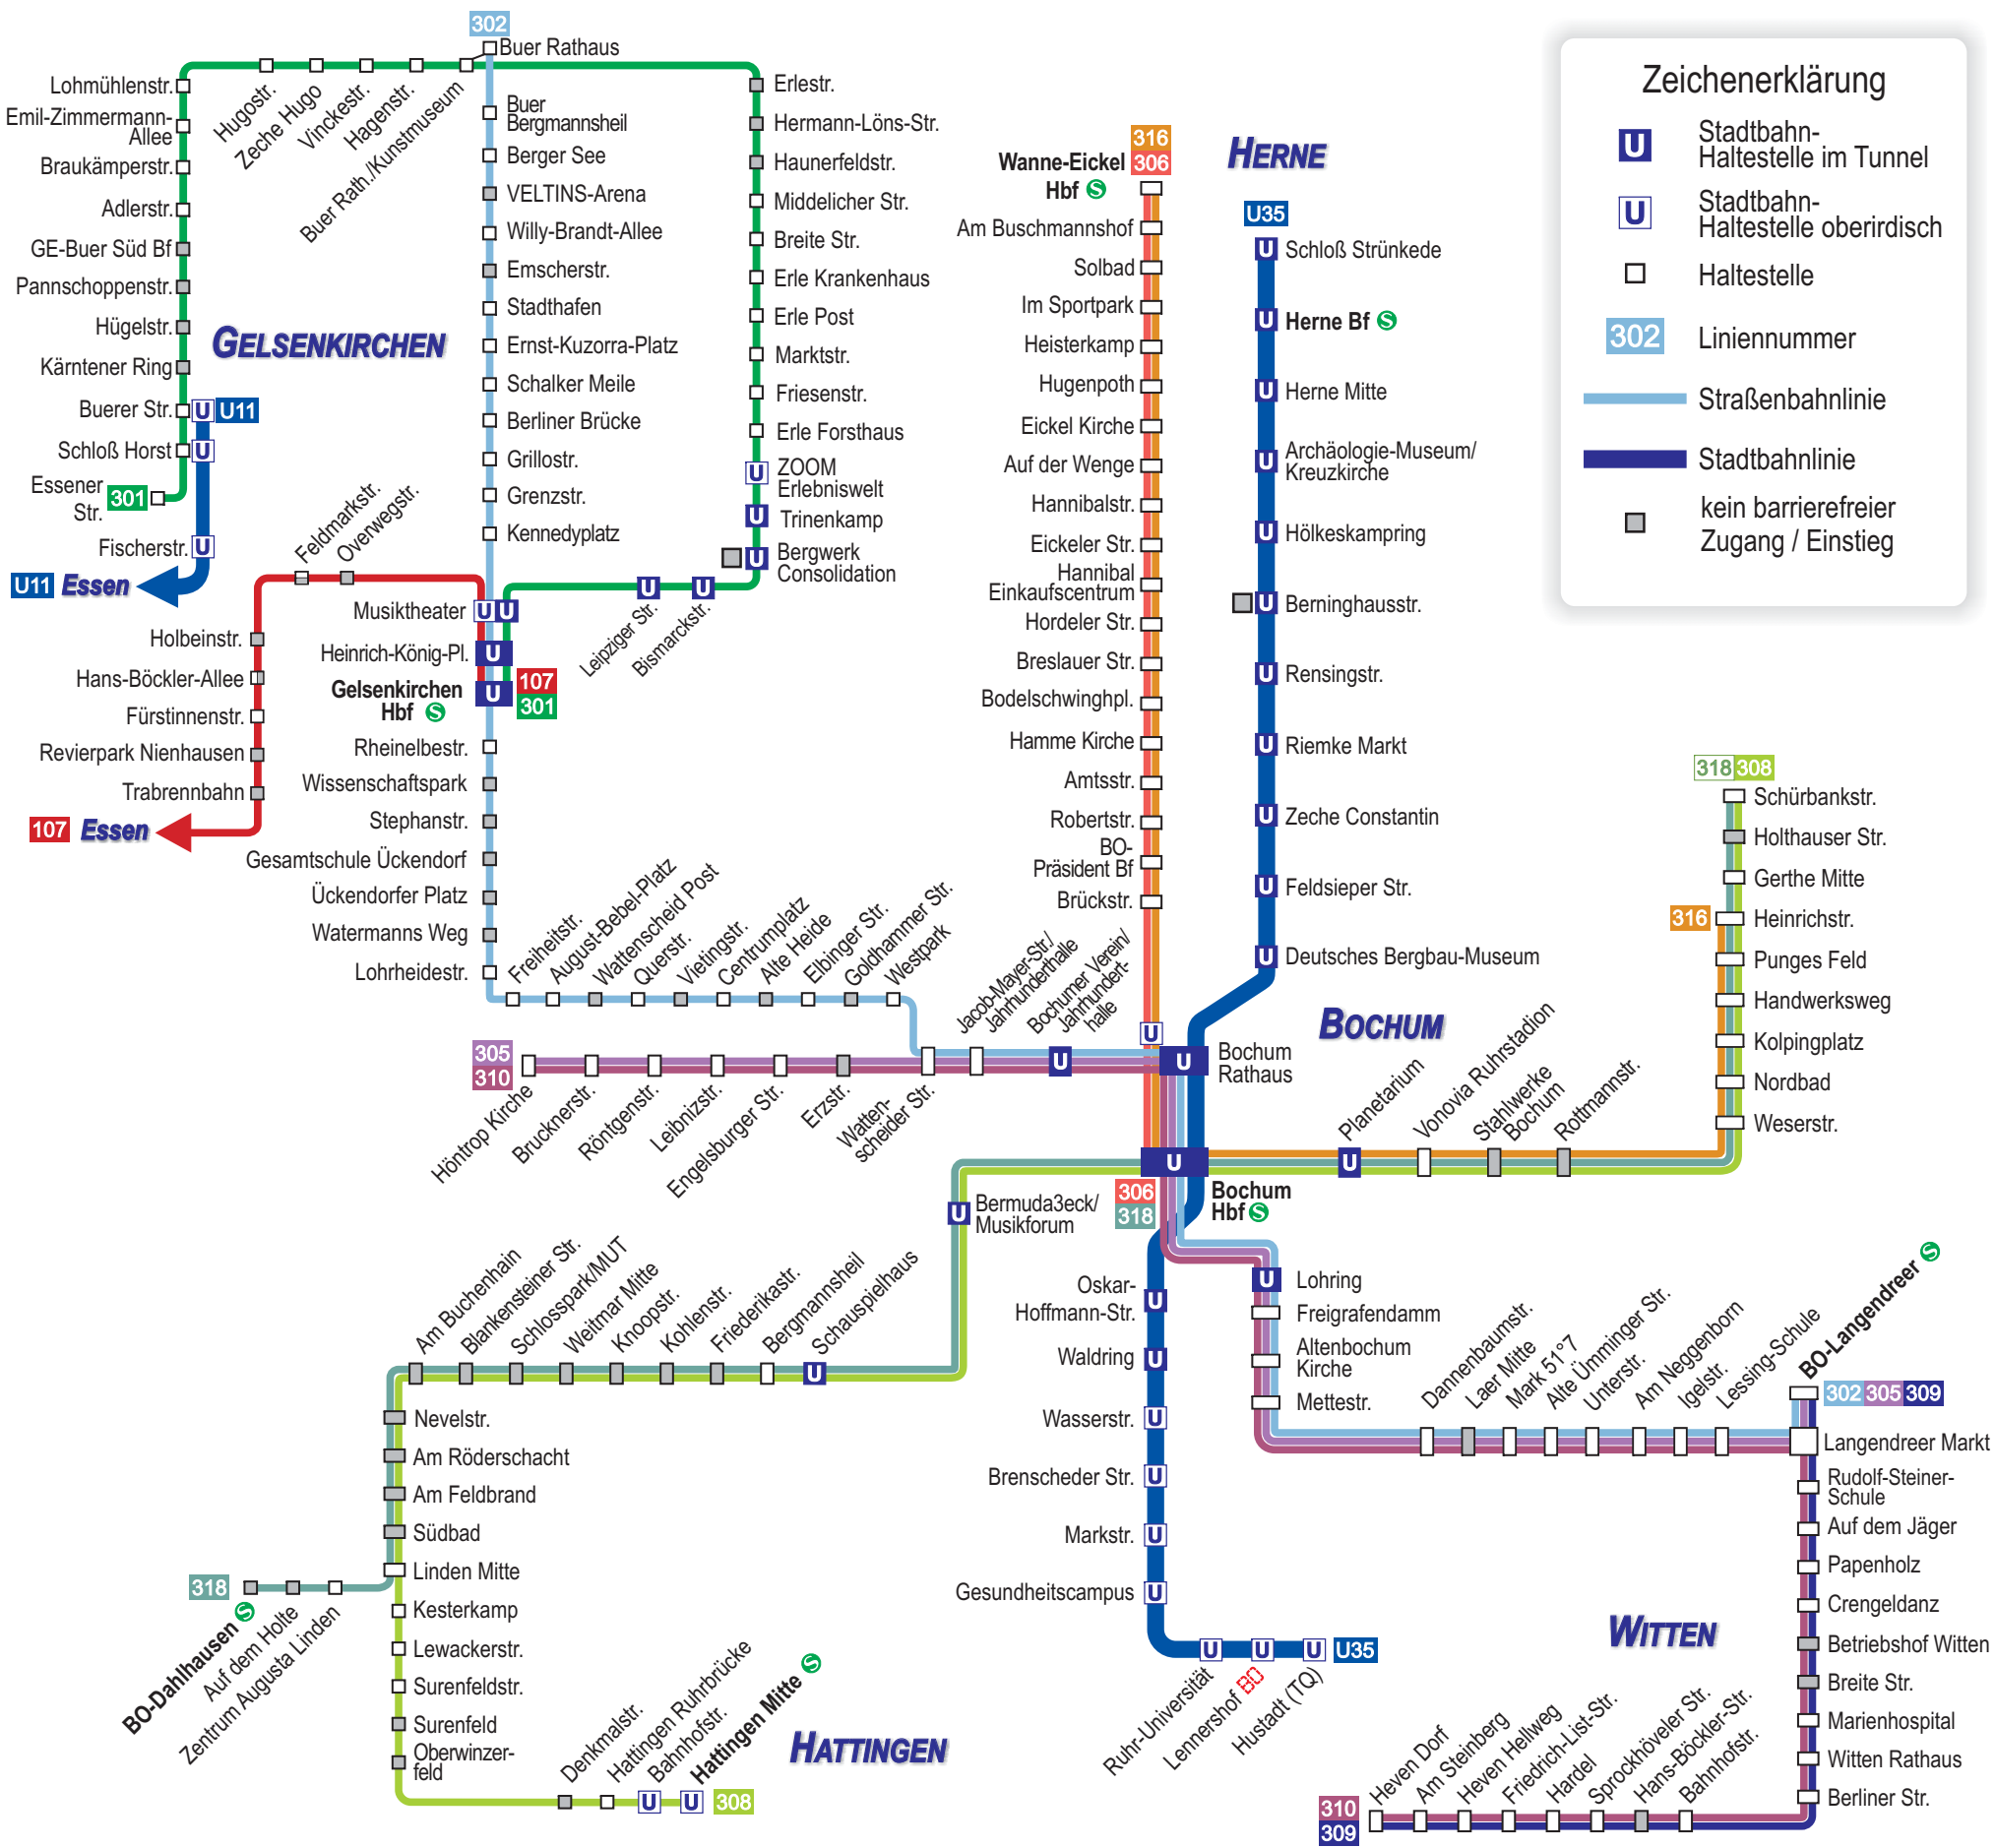 302
Buer Rathaus
Lohmühlenstr.
Emil-Zimmermann-
Allee
Braukämperstr.
Adlerstr.
GE-Buer Süd Bf
Pannschoppenstr.
Hügelstr.
Kärntener Ring
Buerer Str.
U U11
Schloß Horst
U
Essener
Str.
301
Fischerstr.
U
U11 Essen
Hugostr.
Zeche Hugo
Vinckestr.
Hagenstr.
Buer Rath./Kunstmuseum
GELSENKIRCHEN
Buer
Bergmannsheil
Berger See
VELTINS-Arena
Willy-Brandt-Allee
Emscherstr.
Stadthafen
Ernst-Kuzorra-Platz
Schalker Meile
Berliner Brücke
Grillostr.
Grenzstr.
Kennedyplatz
Erlestr.
Hermann-Löns-Str.
Haunerfeldstr.
Middelicher Str.
Breite Str.
Erle Krankenhaus
Erle Post
Marktstr.
Friesenstr.
Erle Forsthaus
U
ZOOM
Erlebniswelt
U
Trinenkamp
U
Bergwerk
Consolidation
U
U
Leipziger Str.
Bismarckstr.
Feldmarkstr.
Overwegstr.
Musiktheater
U U
Heinrich-König-Pl.
U
Gelsenkirchen
Hbf S
U
107
301
Holbeinstr.
Hans-Böckler-Allee
Fürstinnenstr.
Revierpark Nienhausen
Trabrennbahn
107 Essen
Rheinelbestr.
Wissenschaftspark
Stephanstr.
Gesamtschule Ückendorf
Ückendorfer Platz
Watermanns Weg
Lohrheidestr.
Freiheitstr.
August-Bebel-Platz
Wattenscheid Post
Querstr.
Vietingstr.
Centrumplatz
Alte Heide
Elbinger Str.
Goldhammer Str.
Westpark
Jacob-Mayer-Str/
Jahrhunderthalle
Bochumer Verein/
Jahrhundert-
halle
305
310
Höntrop Kirche
Brucknerstr.
Röntgenstr.
Leibnizstr.
Engelsburger Str.
Erzstr.
Watten-
scheider Str.
U
316
306
Wanne-Eickel
Hbf S
Am Buschmannshof
Solbad
Im Sportpark
Heisterkamp
Hugenpoth
Eickel Kirche
Auf der Wenge
Hannibalstr.
Eickeler Str.
Hannibal
Einkaufscentrum
Hordeler Str.
Breslauer Str.
Bodelschwinghpl.
Hamme Kirche
Amtsstr.
Robertstr.
BO-
Präsident Bf
Brückstr.
U
U
Bochum
Rathaus
HERNE
U35
U
Schloß Strünkede
U
Herne Bf S
U
Herne Mitte
U
Archäologie-Museum/
Kreuzkirche
U
Hölkeskampring
U
Berninghausstr.
U
Rensingstr.
U
Riemke Markt
U
Zeche Constantin
U
Feldsieper Str.
U
Deutsches Bergbau-Museum
BOCHUM
Zeichenerklärung
U
Stadtbahn-
Haltestelle im Tunnel
U
Stadtbahn-
Haltestelle oberirdisch
Haltestelle
302
Liniennummer
Straßenbahnlinie
Stadtbahnlinie
kein barrierefreier
Zugang / Einstieg
318 308
Schürbankstr.
Holthauser Str.
Gerthe Mitte
316
Heinrichstr.
Punges Feld
Handwerksweg
Kolpingplatz
Nordbad
Weserstr.
Planetarium
Vonovia Ruhrstadion
Stahlwerke
Bochum
Rottmannstr.
U
U
306
318
Bochum
Hbf S
U
Bermuda3eck/
Musikforum
Am Buchenhain
Blankensteiner Str.
Schlosspark/MUT
Weitmar Mitte
Knoopstr.
Kohlenstr.
Friederikastr.
Bergmannsheil
Schauspielhaus
U
Nevelstr.
Am Röderschacht
Am Feldbrand
Südbad
Linden Mitte
318
BO-Dahlhausen S
Auf dem Holte
Zentrum Augusta Linden
Kesterkamp
Lewackerstr.
Surenfeldstr.
Surenfeld
Oberwinzer-
feld
Denkmalstr.
Hattingen Ruhrbrücke
Bahnhofstr.
Hattingen Mitte S
U
U
308
HATTINGEN
Oskar-
Hoffmann-Str.
U
Waldring
U
Wasserstr.
U
Brenscheder Str.
U
Markstr.
U
Gesundheitscampus
U
U
U
U
U35
Ruhr-Universität
Lennershof BO
Hustadt (TQ)
U
Lohring
Freigrafendamm
Altenbochum
Kirche
Mettestr.
Dannenbaumstr.
Laer Mitte
Mark 51°7
Alte Ümminger Str.
Unterstr.
Am Neggenborn
Igelstr.
Lessing-Schule
BO-Langendreer S
302 305 309
Langendreer Markt
Rudolf-Steiner-
Schule
Auf dem Jäger
Papenholz
Crengeldanz
Betriebshof Witten
Breite Str.
Marienhospital
Witten Rathaus
Berliner Str.
WITTEN
Heven Dorf
Am Steinberg
Heven Hellweg
Friedrich-List-Str.
Hardel
Sprockhöveler Str.
Hans-Böckler-Str.
Bahnhofstr.
310
309